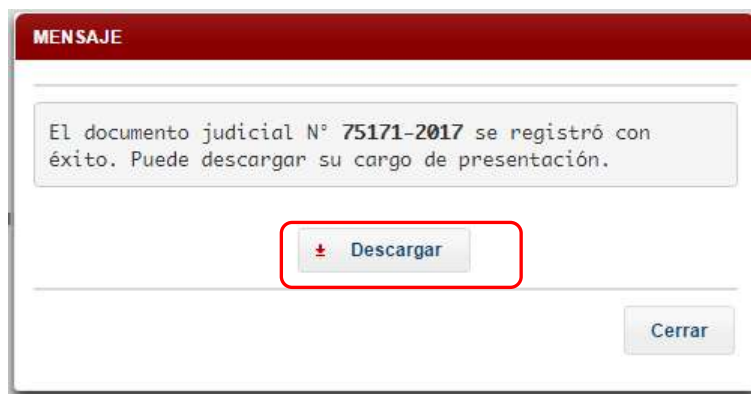 MENSAJE
El documento judicial N° 75171-2017 se registró con
éxito. Puede descargar su cargo de presentación.
Descargar
Cerrar